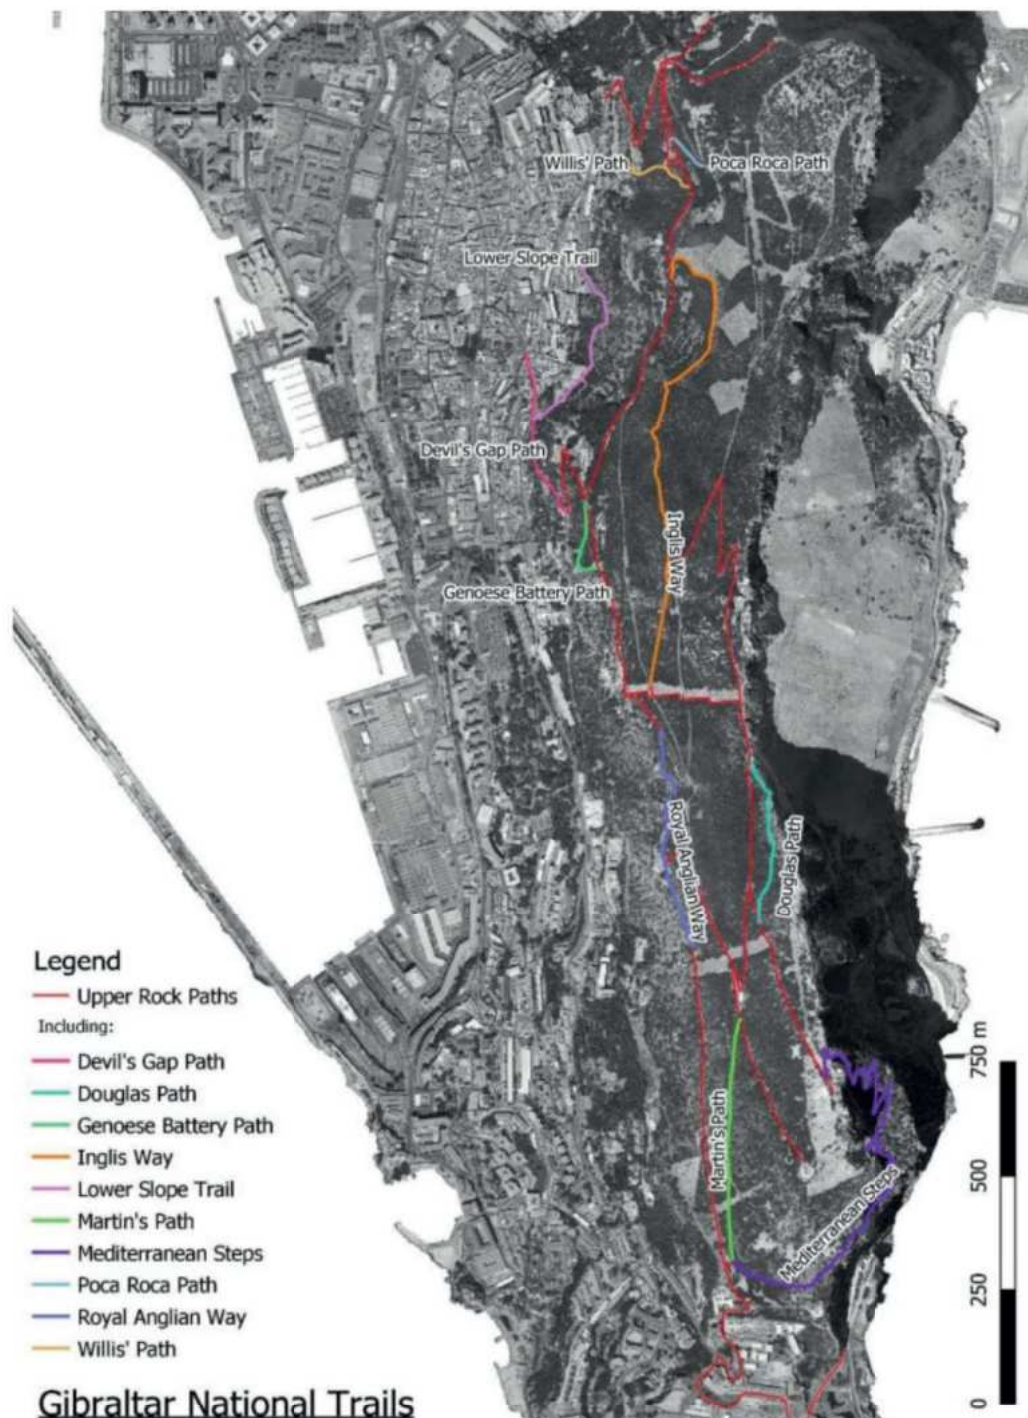 Willis' Path
Poca Roca Path
Lower Slope Trail
Devil's Gap Path
Inglis Way
Genoese Battery Path
Royal Anglian Way
Douglas Path
Martin's Path
Mediterranean Steps
Legend
Upper Rock Paths
Including:
Devil's Gap Path
Douglas Path
Genoese Battery Path
Inglis Way
Lower Slope Trail
Martin's Path
Mediterranean Steps
Poca Roca Path
Royal Anglian Way
Willis' Path
750 m
500
250
0
Gibraltar National Trails